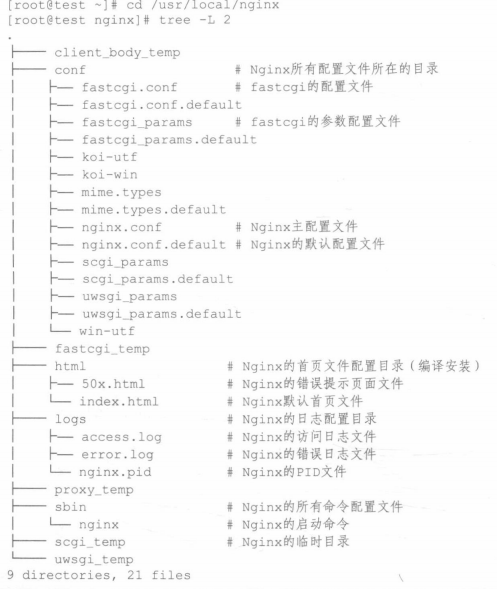 [root@test ~]# cd /usr/local/nginx
[root@test nginx]# tree -L 2
.
├── client_body_temp
├── conf # Nginx所有配置文件所在的目录
│   ├── fastcgi.conf # fastcgi的配置文件
│   ├── fastcgi.conf.default
│   ├── fastcgi_params # fastcgi的参数配置文件
│   ├── fastcgi_params.default
│   ├── koi-utf
│   ├── koi-win
│   ├── mime.types
│   ├── mime.types.default
│   ├── nginx.conf # Nginx主配置文件
│   ├── nginx.conf.default # Nginx的默认配置文件
│   ├── scgi_params
│   ├── scgi_params.default
│   ├── uwsgi_params
│   ├── uwsgi_params.default
│   └── win-utf
├── fastcgi_temp
├── html # Nginx的首页文件配置目录（编译安装）
│   ├── 50x.html # Nginx的错误提示页面文件
│   └── index.html # Nginx默认首页文件
├── logs # Nginx的日志配置目录
│   ├── access.log # Nginx的访问日志文件
│   ├── error.log # Nginx的错误日志文件
│   └── nginx.pid # Nginx的PID文件
├── proxy_temp
├── sbin # Nginx的所有命令配置文件
│   └── nginx # Nginx的启动命令
├── scgi_temp # Nginx的临时目录
└── uwsgi_temp
9 directories, 21 files